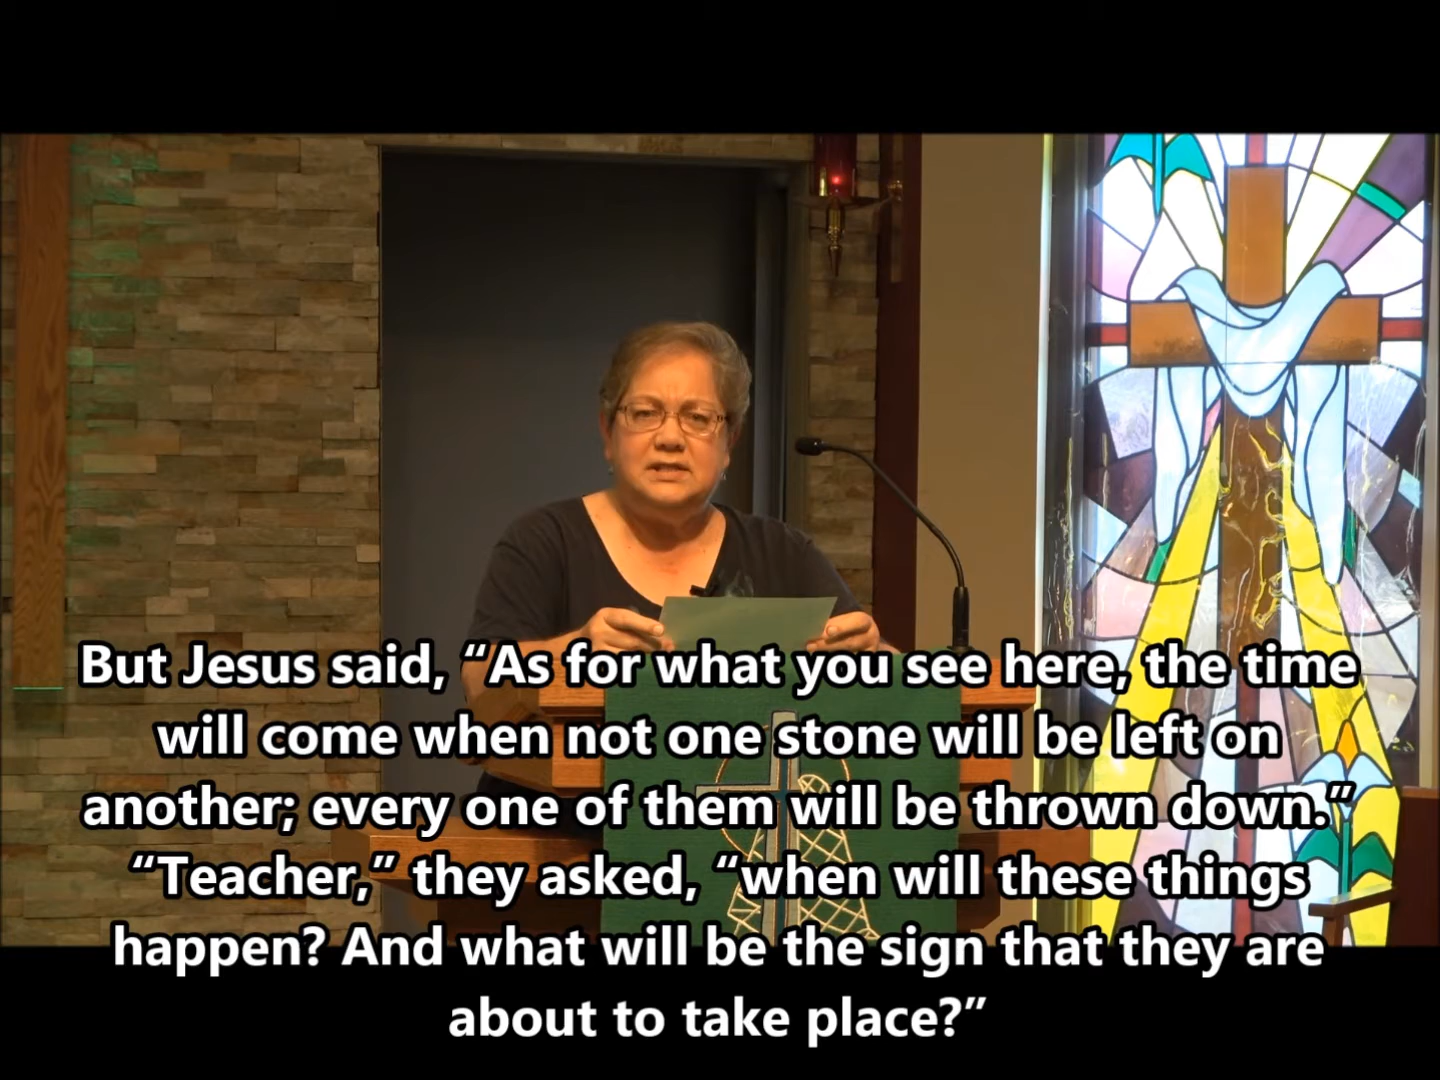 But Jesus said, “As for what you see here, the time
will come when not one stone will be left on
another; every one of them will be thrown down.”
“Teacher,” they asked, “when will these things
happen? And what will be the sign that they are
about to take place?”